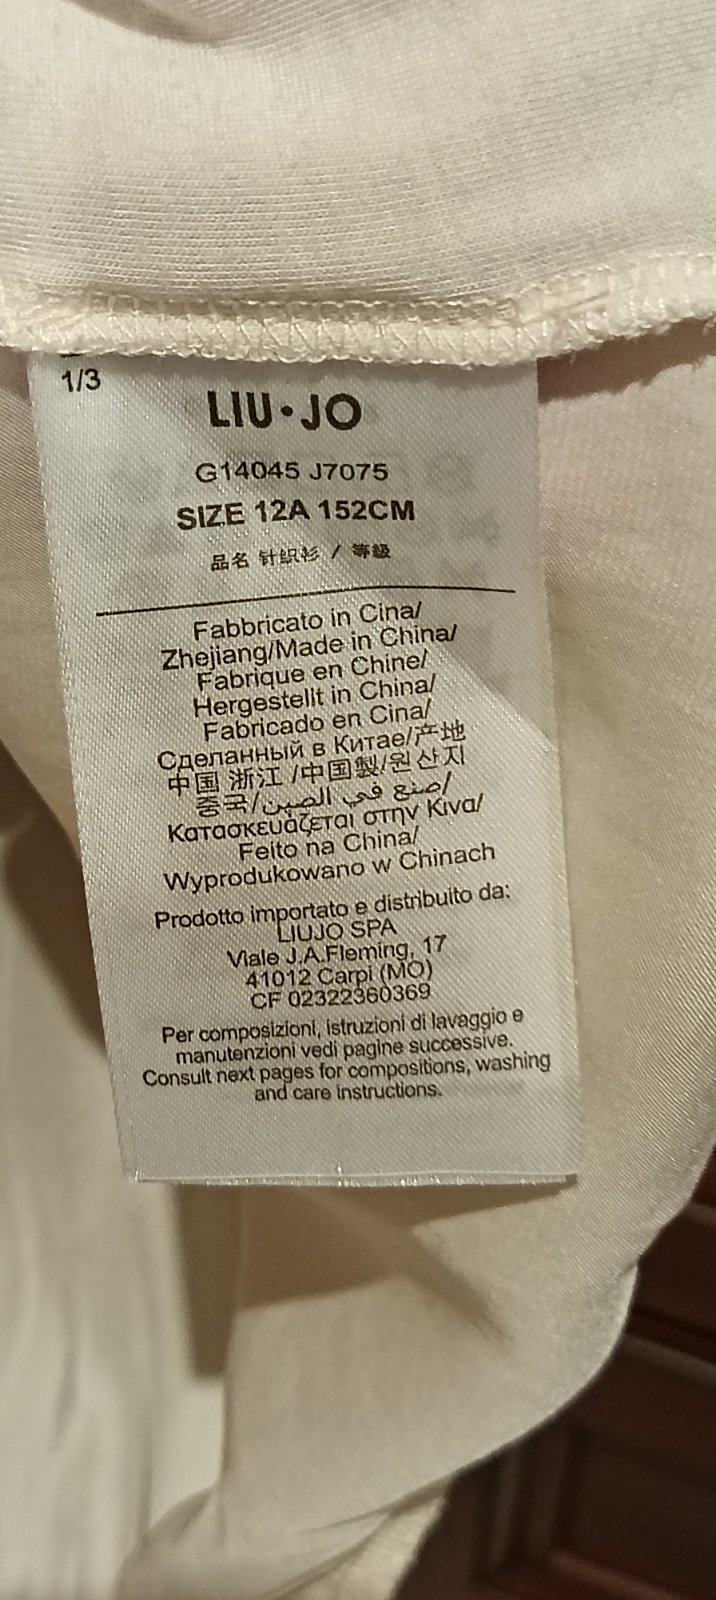 1/3
LIU•JO
G14045 J7075
SIZE 12A 152CM
品名 针织衫 / 等级
Fabbricato in Cina/
Zhejiang/Made in China/
Fabrique en Chine/
Hergestellt in China/
Fabricado en Cina/
Сделанный в Китае/产地
中国 浙江 /中国製/원산지
중국/صنع في الصين/
Κατασκευάζεται στην Κίνα/
Feito na China/
Wyprodukowano w Chinach
Prodotto importato e distribuito da:
LIUJO SPA
Viale J.A.Fleming, 17
41012 Carpi (MO)
CF 02322360369
Per composizioni, istruzioni di lavaggio e
manutenzioni vedi pagine successive.
Consult next pages for compositions, washing
and care instructions.